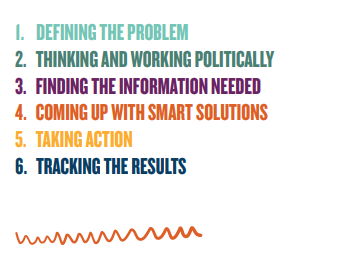 1. DEFINING THE PROBLEM
2. THINKING AND WORKING POLITICALLY
3. FINDING THE INFORMATION NEEDED
4. COMING UP WITH SMART SOLUTIONS
5. TAKING ACTION
6. TRACKING THE RESULTS